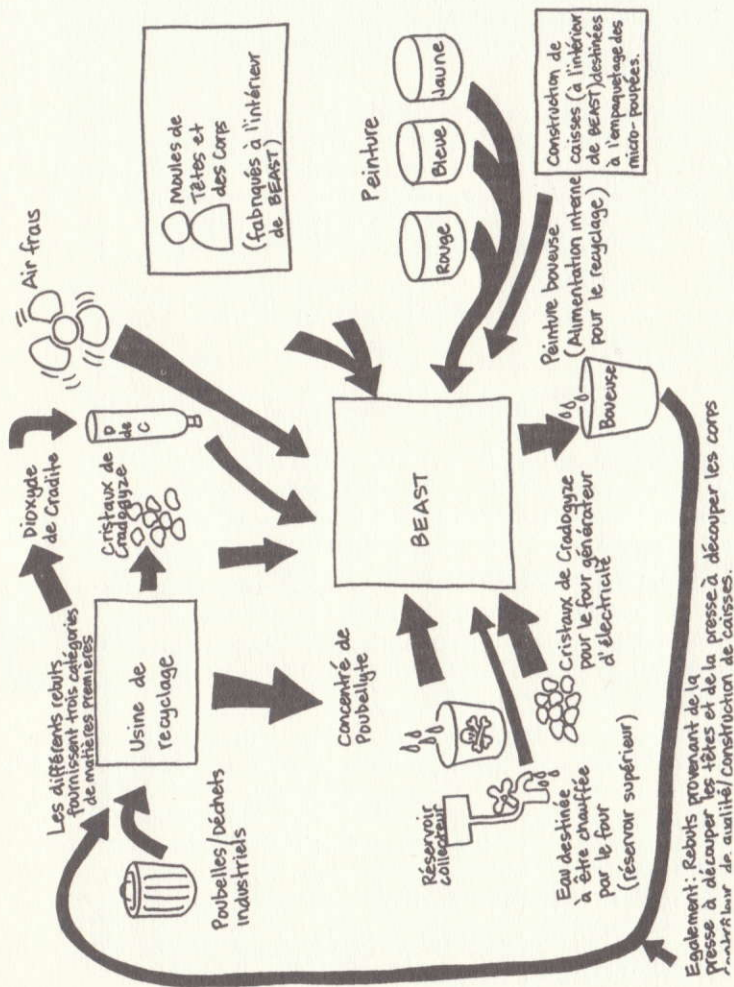 Air frais
Dioxyde
de Cradite
D
de
C
Cristaux de
Cradogyze
Les différents rebuts
fournissent trois catégories
de matières premières
Usine de
recyclage
Poubelles/Déchets
industriels
Moules de
Têtes et
des Corps
(fabriqués à l'intérieur
de BEAST)
Concentré de
Poubellyte
BEAST
Peinture
Rouge
Bleue
Jaune
Réservoir
collecteur
Eau destinée
à être chauffée
par le four
(réservoir supérieur)
Cristaux de Cradogyze
pour le four générateur
d'électricité
Peinture boueuse
(Alimentation interne
pour le recyclage)
Boueuse
Construction de
caisses (à l'intérieur
de BEAST) destinées
à l'empaquetage des
micro-poupées.
Egalement: Rebuts provenant de la
presse à découper les têtes et de la presse à découper les corps
de qualité/construction de caisses.